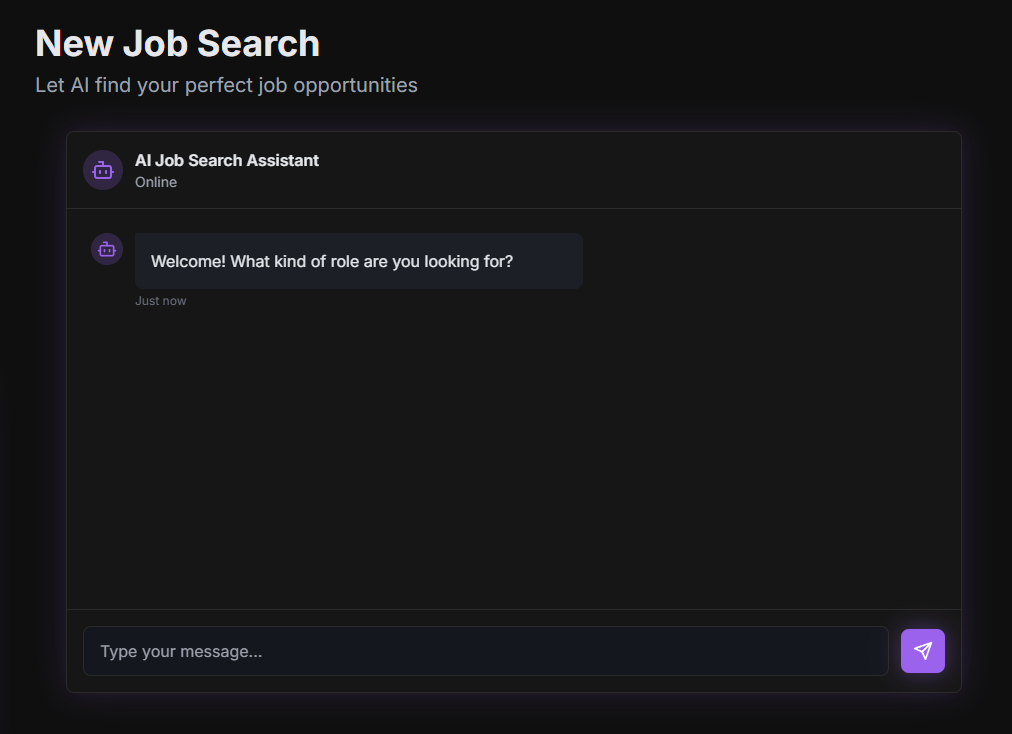 New Job Search
Let AI find your perfect job opportunities
AI Job Search Assistant
Online
Welcome! What kind of role are you looking for?
Just now
Type your message...